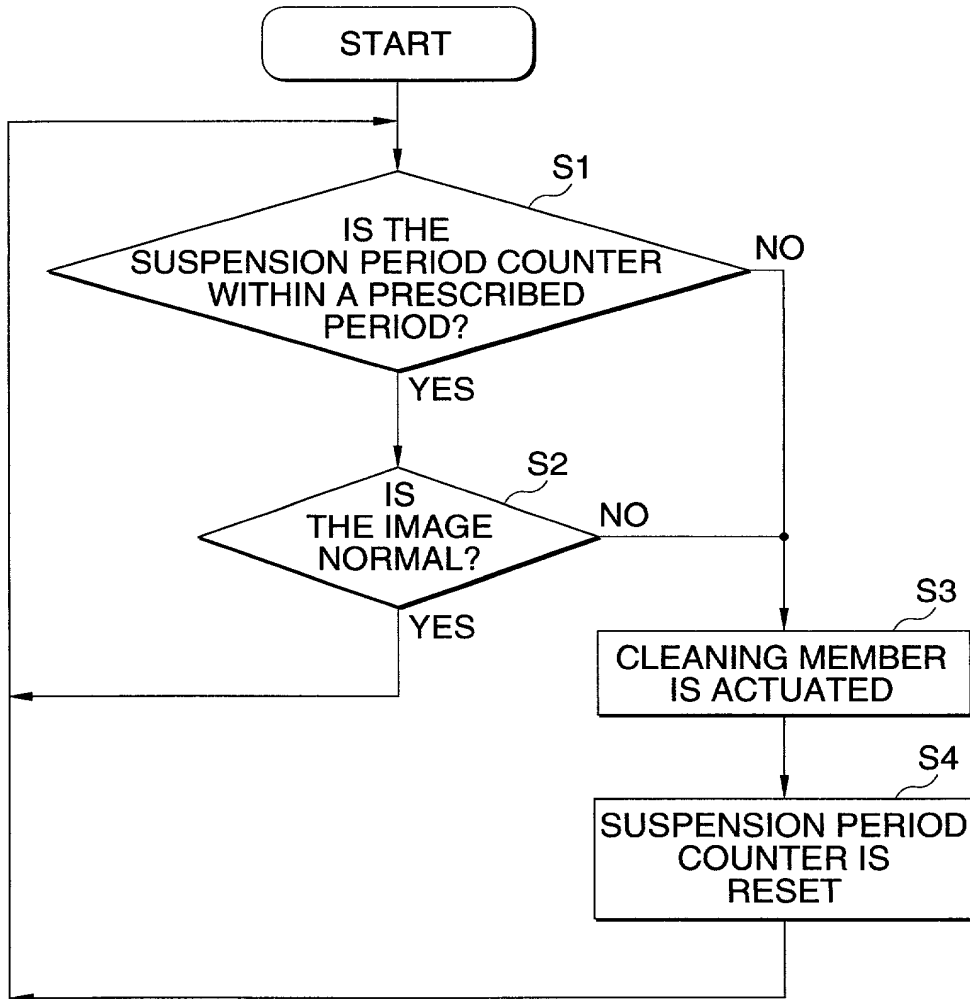 START
S1
IS THE
SUSPENSION PERIOD COUNTER
WITHIN A PRESCRIBED
PERIOD?
NO
YES
S2
IS
THE IMAGE
NORMAL?
NO
YES
S3
CLEANING MEMBER
IS ACTUATED
S4
SUSPENSION PERIOD
COUNTER IS
RESET